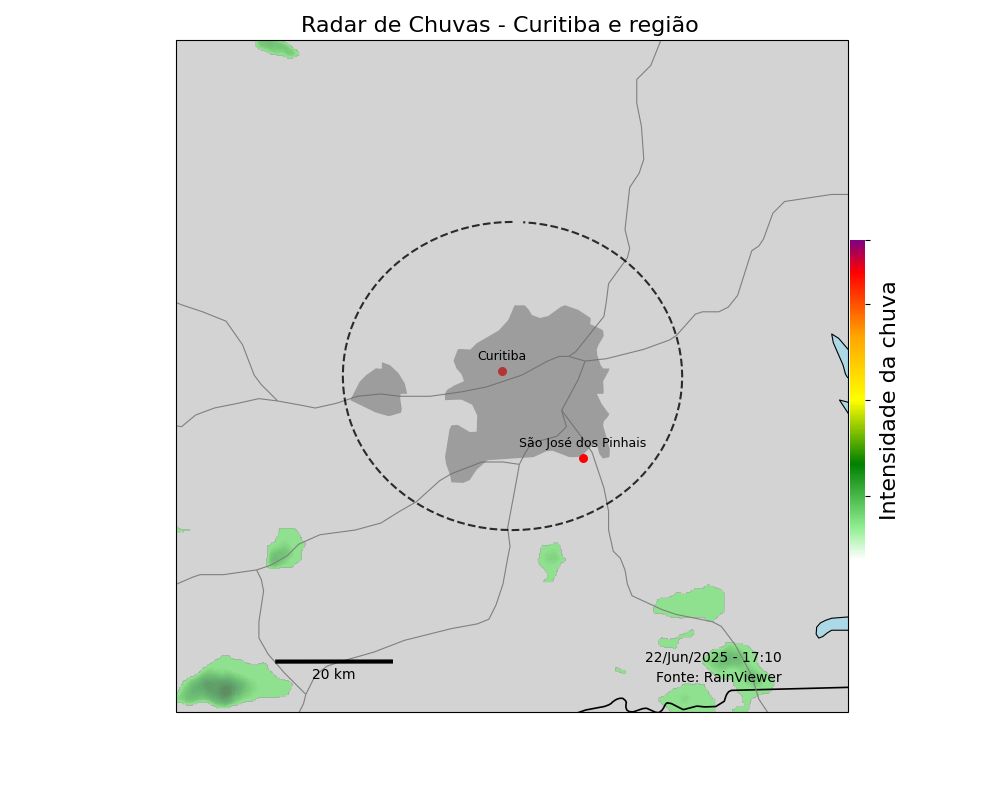 Radar de Chuvas - Curitiba e região
Curitiba
São José dos Pinhais
Intensidade da chuva
20 km
22/Jun/2025 - 17:10
Fonte: RainViewer